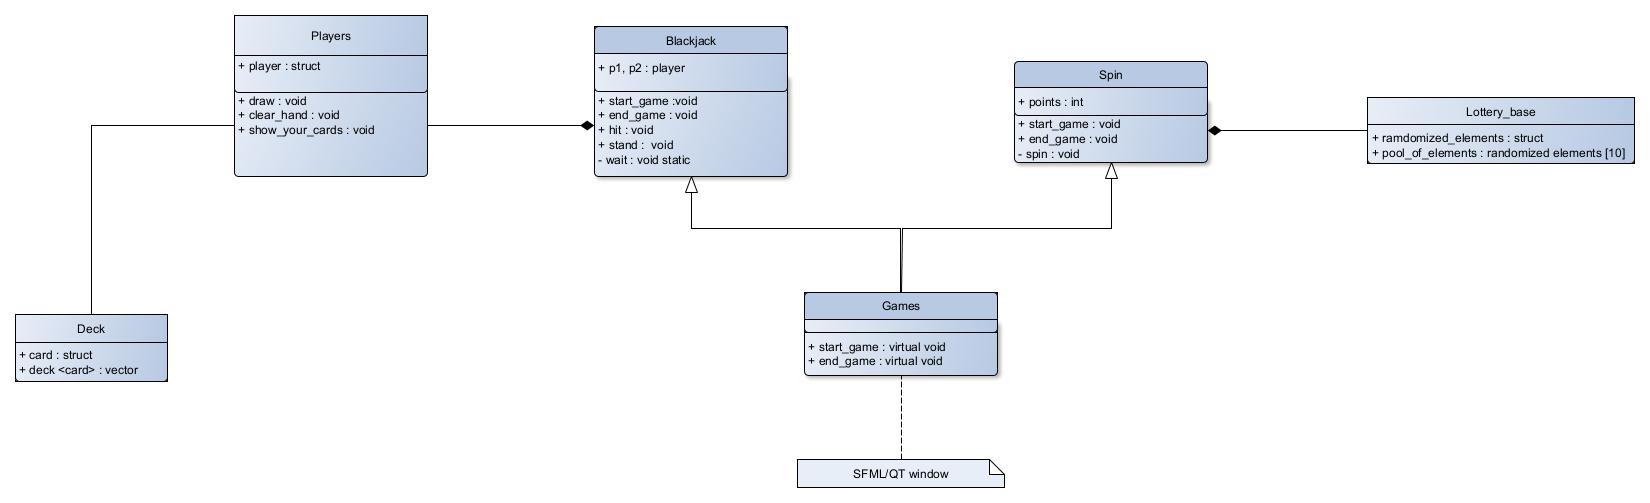 Players
+ player : struct
+ draw : void
+ clear_hand : void
+ show_your_cards : void
Blackjack
+ p1, p2 : player
+ start_game :void
+ end_game : void
+ hit : void
+ stand :  void
- wait : void static
Spin
+ points : int
+ start_game : void
+ end_game : void
- spin : void
Lottery_base
+ ramdomized_elements : struct
+ pool_of_elements : randomized elements [10]
Deck
+ card : struct
+ deck <card> : vector
Games
+ start_game : virtual void
+ end_game : virtual void
SFML/QT window